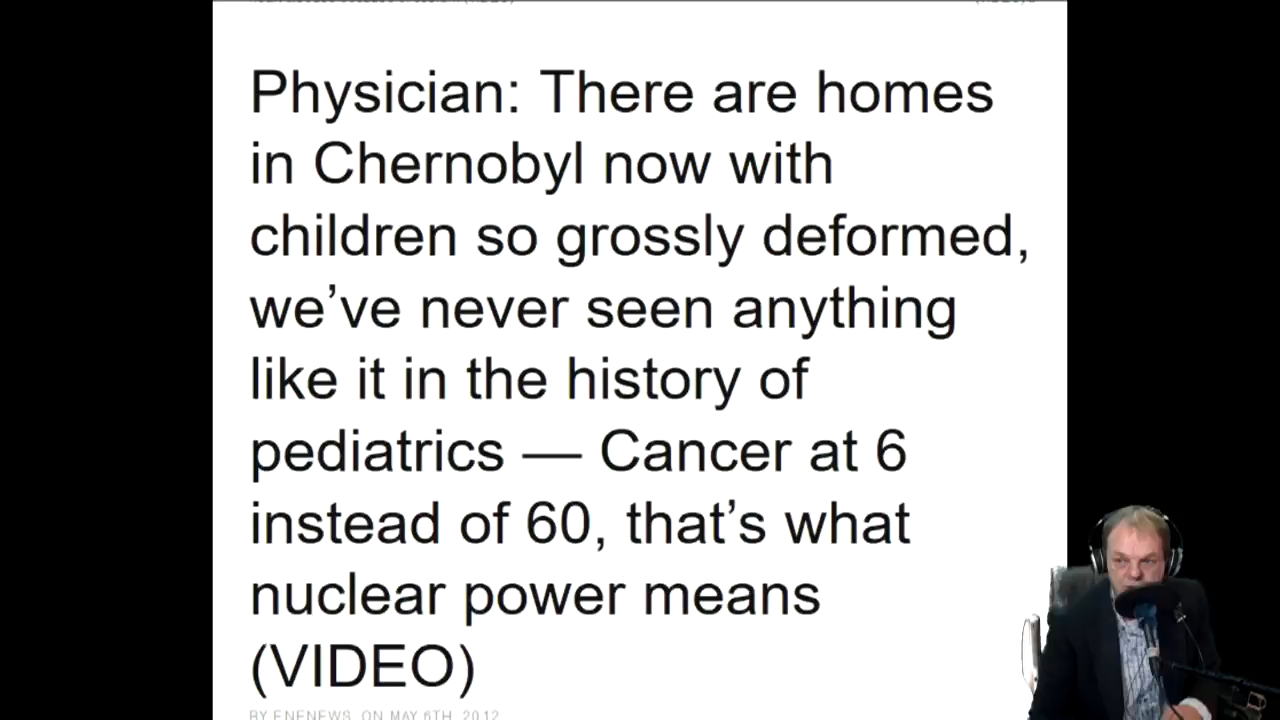 Physician: There are homes
in Chernobyl now with
children so grossly deformed,
we’ve never seen anything
like it in the history of
pediatrics — Cancer at 6
instead of 60, that’s what
nuclear power means
(VIDEO)
BY ENENEWS, ON MAY 6TH, 2012